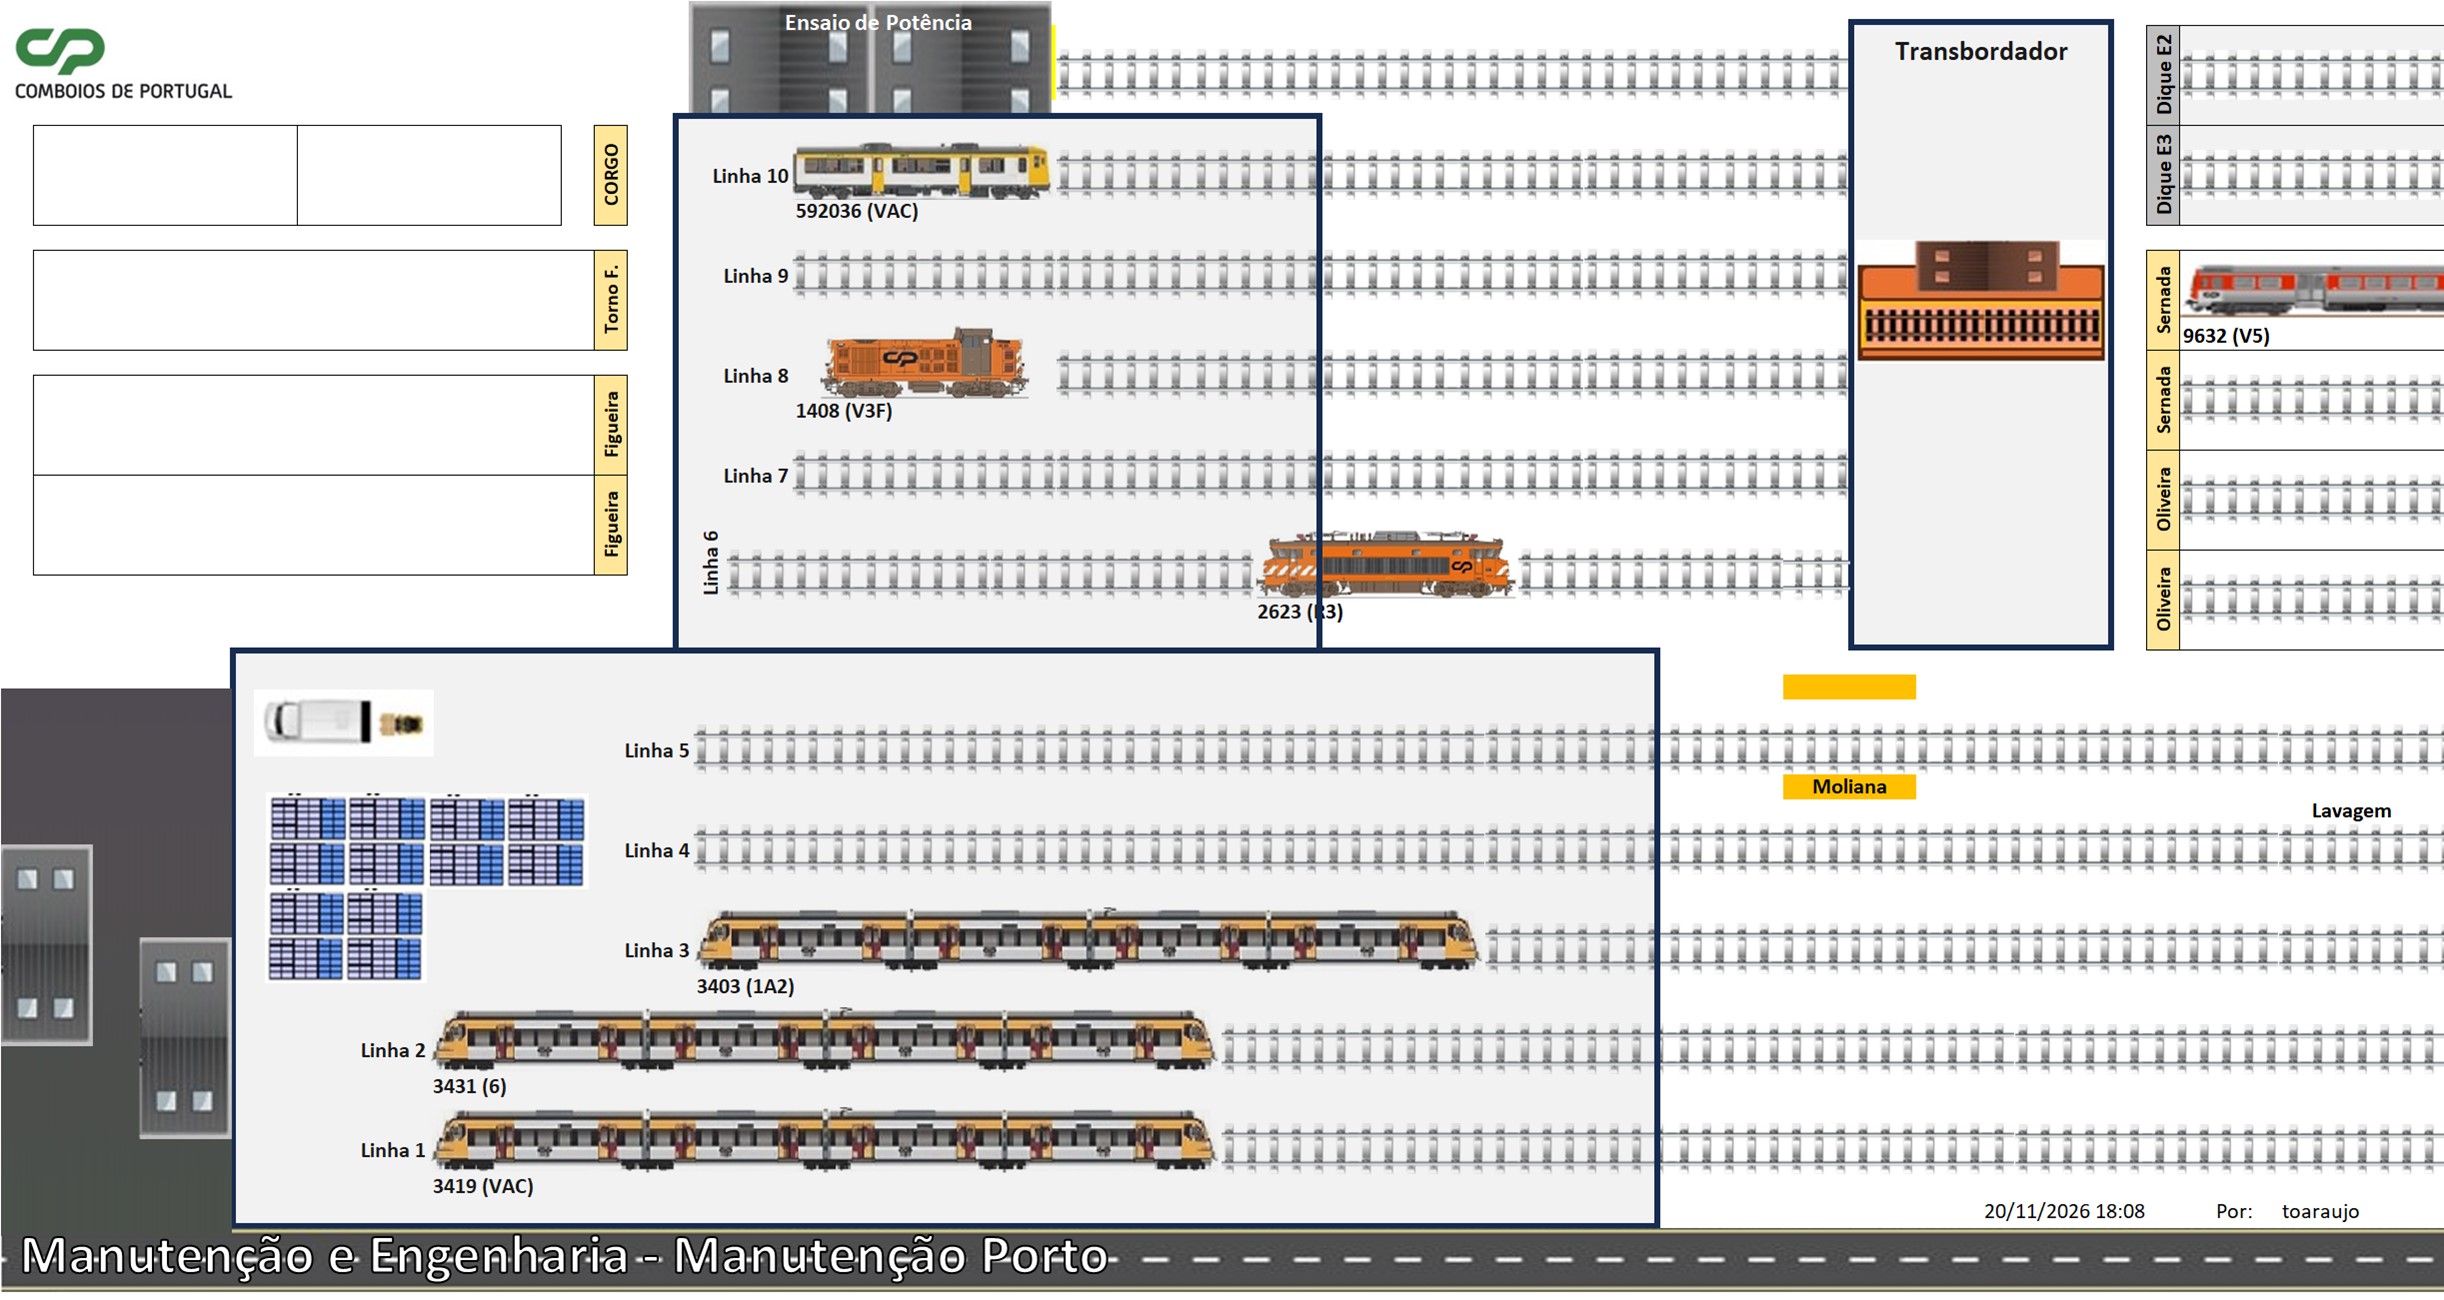 Ensaio de Potência
Transbordador
Dique E2
COMBOIOS DE PORTUGAL
CORGO
Linha 10
592036 (VAC)
Dique E3
Torno F.
Linha 9
Sernada
9632 (V5)
Figueira
Linha 8
1408 (V3F)
Sernada
Figueira
Linha 7
Oliveira
Linha 6
2623 (R3)
Oliveira
Linha 5
Moliana
Lavagem
Linha 4
Linha 3
3403 (1A2)
Linha 2
3431 (6)
Linha 1
3419 (VAC)
20/11/2026 18:08 Por: toaraujo
Manutenção e Engenharia - Manutenção Porto